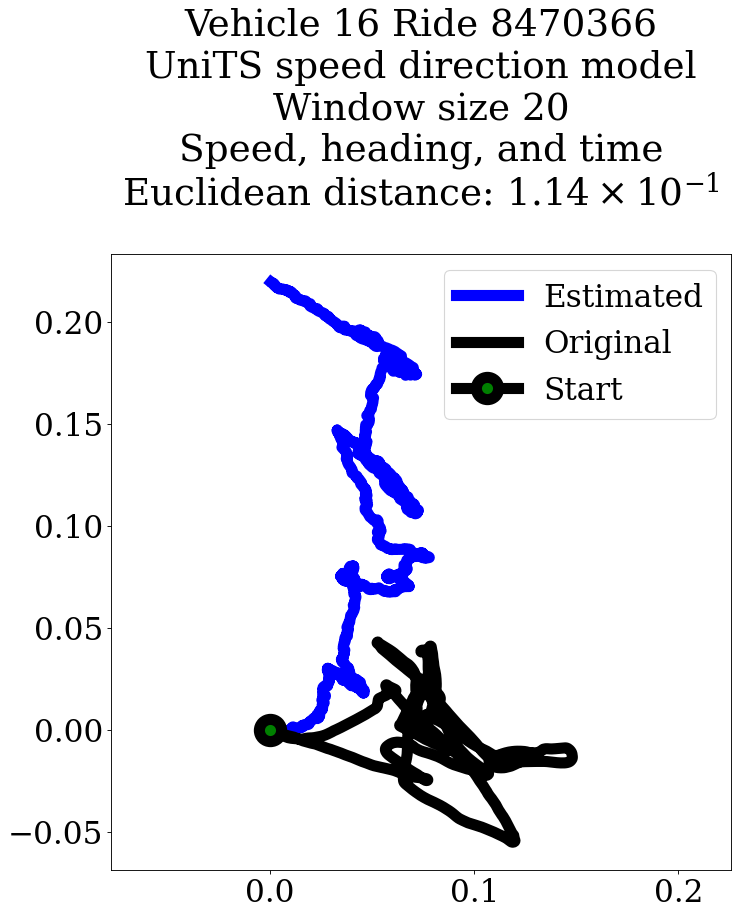 Vehicle 16 Ride 8470366
UniTS speed direction model
Window size 20
Speed, heading, and time
Euclidean distance: 1.14 × 10⁻¹
Estimated
Original
Start
0.20
0.15
0.10
0.05
0.00
−0.05
0.0 0.1 0.2